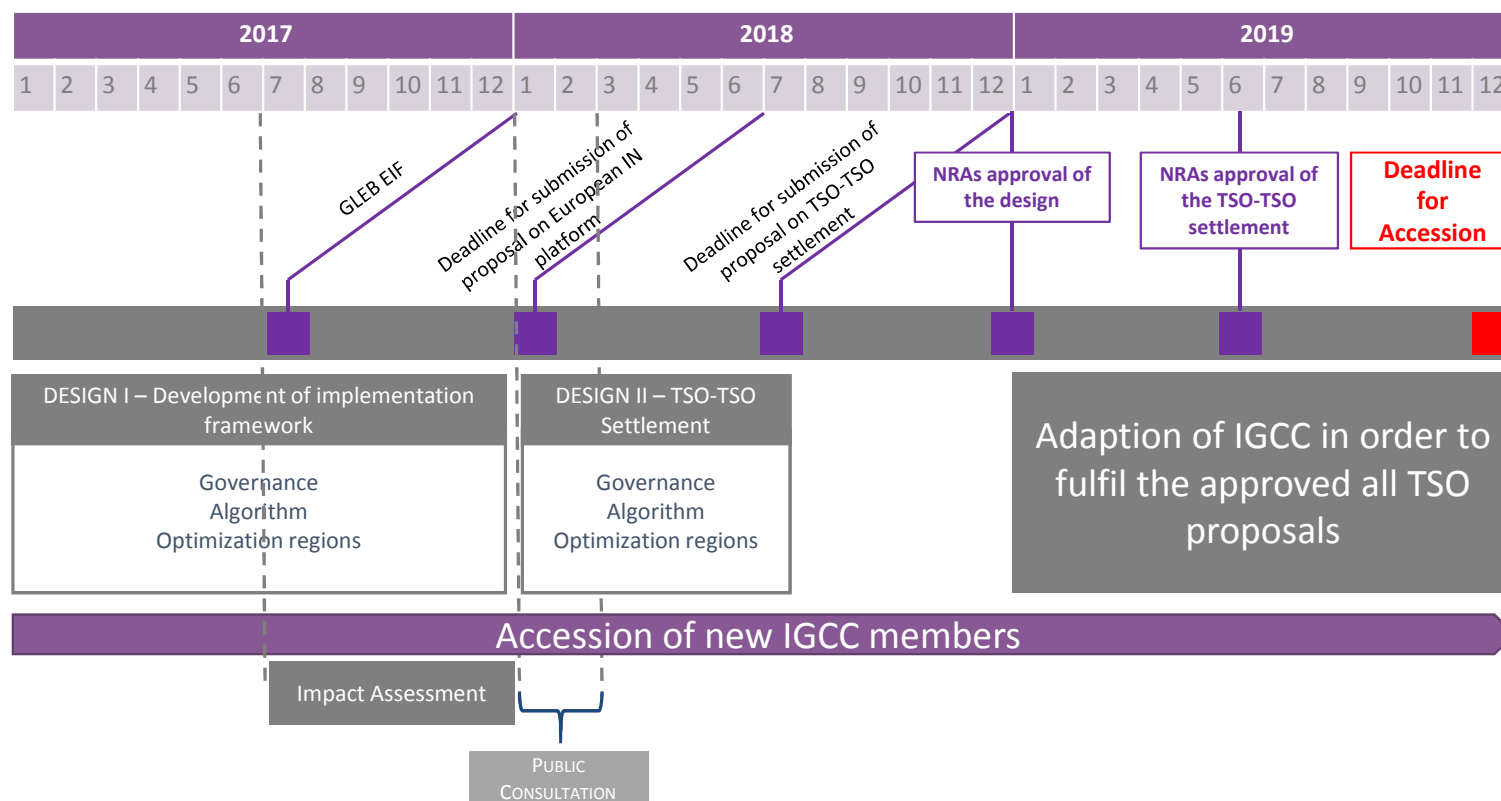 2017 2018 2019
1 2 3 4 5 6 7 8 9 10 11 12 1 2 3 4 5 6 7 8 9 10 11 12 1 2 3 4 5 6 7 8 9 10 11 12
GLEB EIF
Deadline for submission of
proposal on European IN
platform
Deadline for submission of
proposal on TSO-TSO
settlement
NRAs approval of
the design
NRAs approval of
the TSO-TSO
settlement
Deadline
for
Accession
DESIGN I – Development of implementation
framework
Governance
Algorithm
Optimization regions
DESIGN II – TSO-TSO
Settlement
Governance
Algorithm
Optimization regions
Adaption of IGCC in order to
fulfil the approved all TSO
proposals
Accession of new IGCC members
Impact Assessment
PUBLIC
CONSULTATION